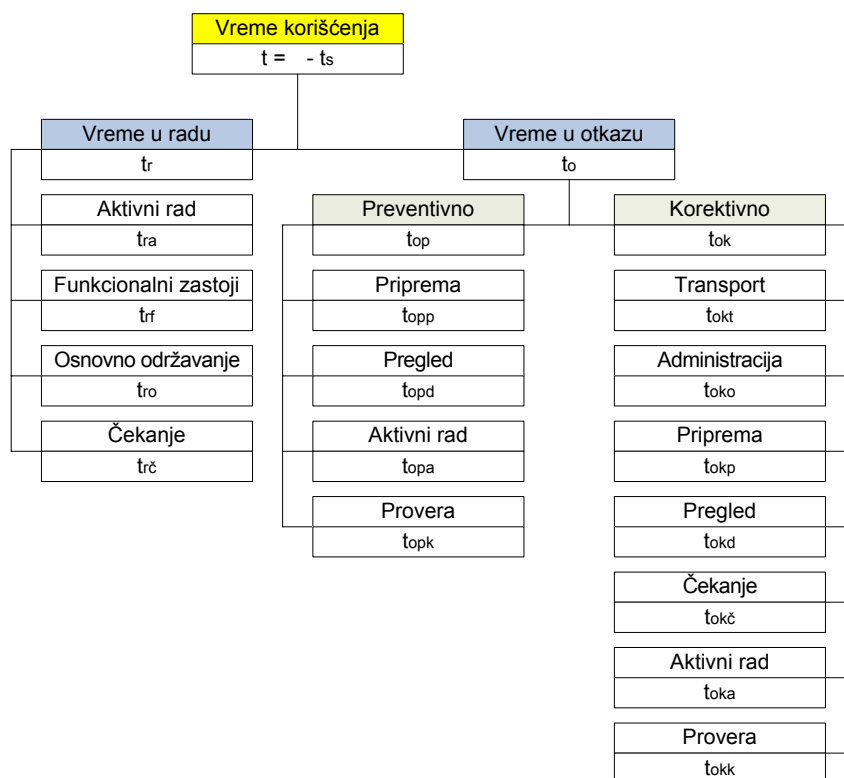 Vreme korišćenja
t = - ts
Vreme u radu
tr
Aktivni rad
tra
Funkcionalni zastoji
trf
Osnovno održavanje
tro
Čekanje
trč
Vreme u otkazu
to
Preventivno
top
Priprema
topp
Pregled
topd
Aktivni rad
topa
Provera
topk
Korektivno
tok
Transport
tokt
Administracija
toko
Priprema
tokp
Pregled
tokd
Čekanje
tokč
Aktivni rad
toka
Provera
tokk